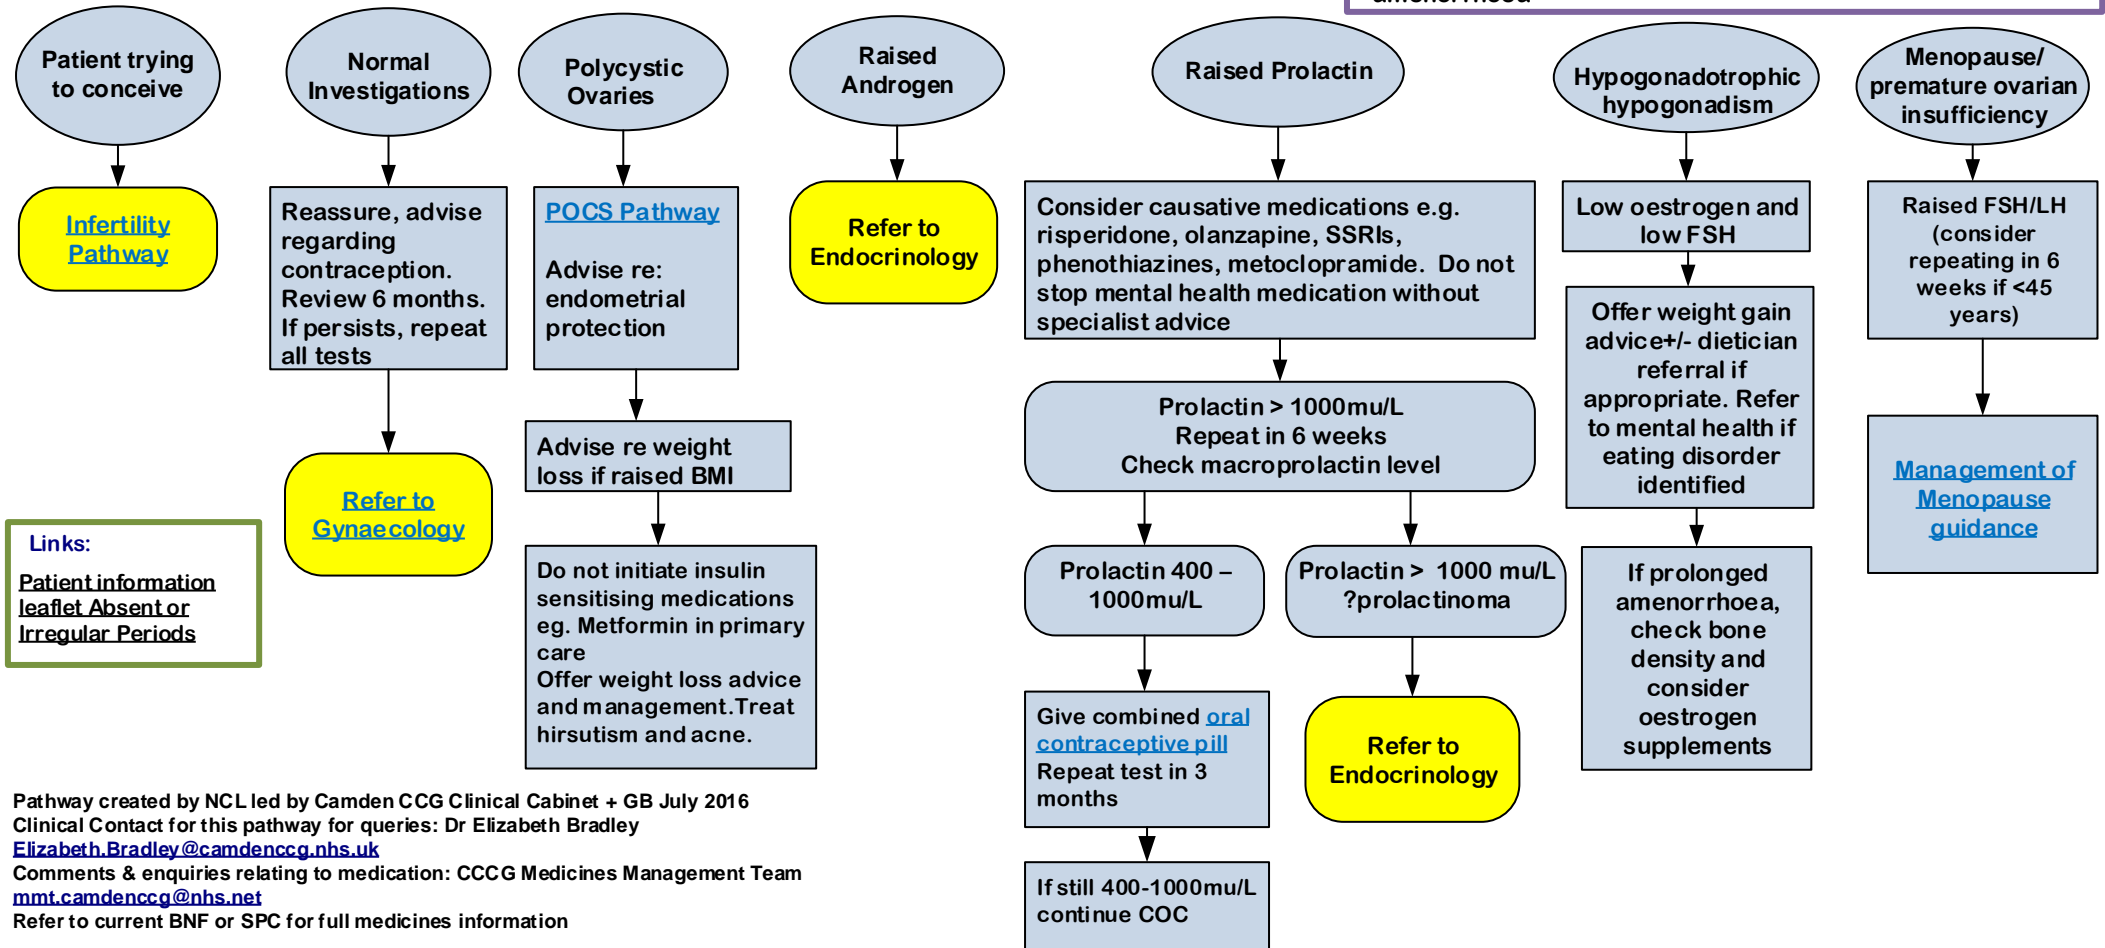 Patient trying
to conceive
Normal
Investigations
Polycystic
Ovaries
Raised
Androgen
Raised Prolactin
Hypogonadotrophic
hypogonadism
Menopause/
premature ovarian
insufficiency
Infertility
Pathway
Reassure, advise
regarding
contraception.
Review 6 months.
If persists, repeat
all tests
Refer to
Gynaecology
POCS Pathway
Advise re:
endometrial
protection
Advise re weight
loss if raised BMI
Do not initiate insulin
sensitising medications
eg. Metformin in primary
care
Offer weight loss advice
and management.Treat
hirsutism and acne.
Refer to
Endocrinology
Consider causative medications e.g.
risperidone, olanzapine, SSRIs,
phenothiazines, metoclopramide. Do not
stop mental health medication without
specialist advice
Prolactin > 1000mu/L
Repeat in 6 weeks
Check macroprolactin level
Prolactin 400 –
1000mu/L
Give combined oral
contraceptive pill
Repeat test in 3
months
If still 400-1000mu/L
continue COC
Prolactin > 1000 mu/L
?prolactinoma
Refer to
Endocrinology
Low oestrogen and
low FSH
Offer weight gain
advice+/- dietician
referral if
appropriate. Refer
to mental health if
eating disorder
identified
If prolonged
amenorrhoea,
check bone
density and
consider
oestrogen
supplements
Raised FSH/LH
(consider
repeating in 6
weeks if <45
years)
Management of
Menopause
guidance
Links:
Patient information
leaflet Absent or
Irregular Periods
Pathway created by NCL led by Camden CCG Clinical Cabinet + GB July 2016
Clinical Contact for this pathway for queries: Dr Elizabeth Bradley
Elizabeth.Bradley@camdenccg.nhs.uk
Comments & enquiries relating to medication: CCCG Medicines Management Team
mmt.camdenccg@nhs.net
Refer to current BNF or SPC for full medicines information